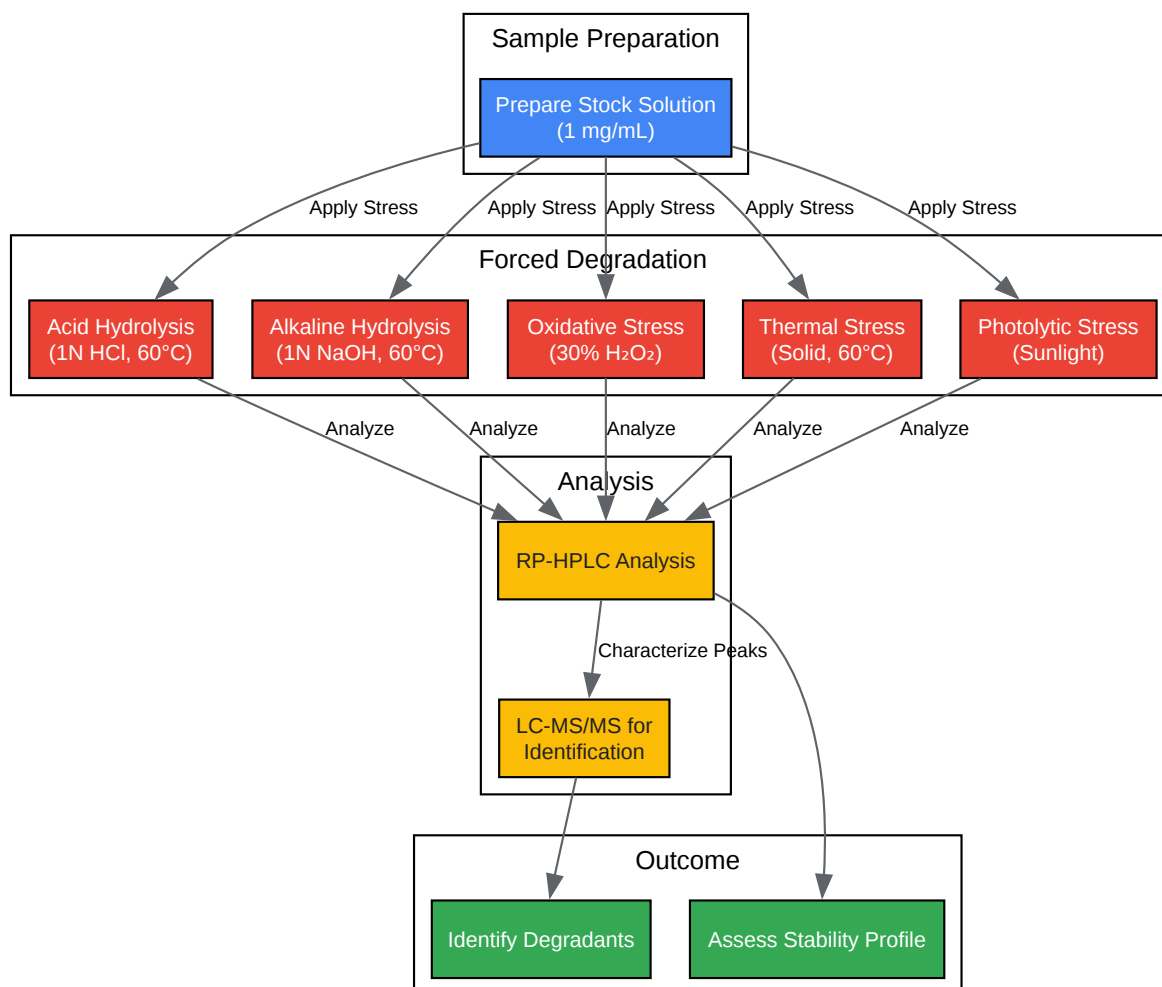 Sample Preparation
Prepare Stock Solution
(1 mg/mL)
Apply Stress
Apply Stress
Apply Stress
Apply Stress
Apply Stress
Forced Degradation
Acid Hydrolysis
(1N HCl, 60°C)
Alkaline Hydrolysis
(1N NaOH, 60°C)
Oxidative Stress
(30% H₂O₂)
Thermal Stress
(Solid, 60°C)
Photolytic Stress
(Sunlight)
Analyze
Analyze
Analyze
Analyze
Analyze
Analysis
RP-HPLC Analysis
Characterize Peaks
LC-MS/MS for
Identification
Outcome
Identify Degradants
Assess Stability Profile